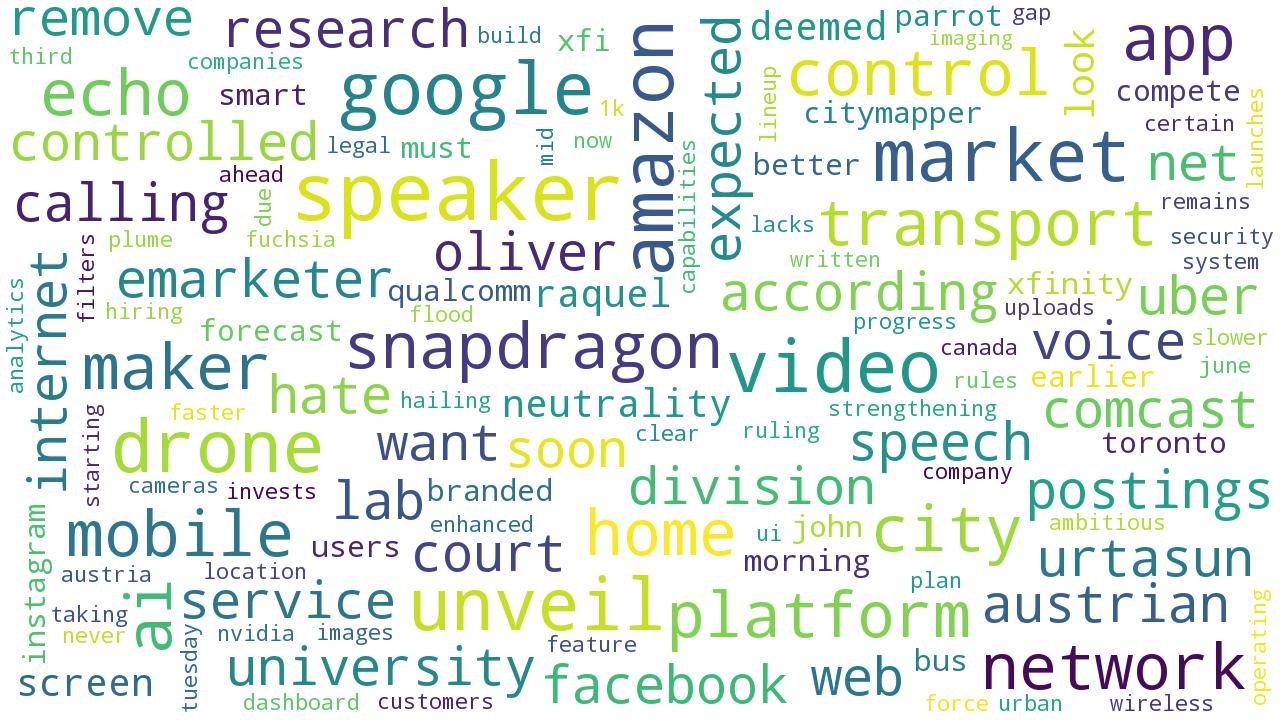 remove
research
build
xfi
amazon
expected
deemed
parrot
gap
imaging
look
app
third
companies
echo
smart
google
1k
lineup
control
citymapper
compete
certain
launches
controlled
legal
must
mid
now
capabilities
better
market
net
ahead
calling
due
speaker
lacks
transport
remains
security
system
plume
fuchsia
oliver
written
filters
internet
analytics
emarketer
qualcomm
raquel
according
xfinity
uploads
uber
hiring
flood
forecast
snapdragon
video
progress
canada
voice
slower
june
maker
hate
hailing
neutrality
rules
earlier
strengthening
comcast
faster
starting
drone
want
soon
clear
ruling
speech
toronto
cameras
invests
lab
branded
division
company
postings
instagram
mobile
users
enhanced
court
home
ui
john
city
ambitious
morning
urtasun
austria
location
ai
service
unveil
platform
plan
austrian
operating
taking
never
tuesday
nvidia
images
feature
screen
university
facebook
web
bus
network
dashboard
customers
force
urban
wireless